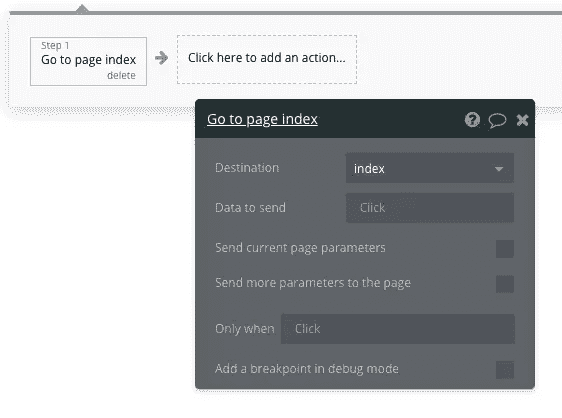 Step 1
Go to page index
delete
Click here to add an action...
Go to page index
Destination
index
Data to send
Click
Send current page parameters
Send more parameters to the page
Only when
Click
Add a breakpoint in debug mode